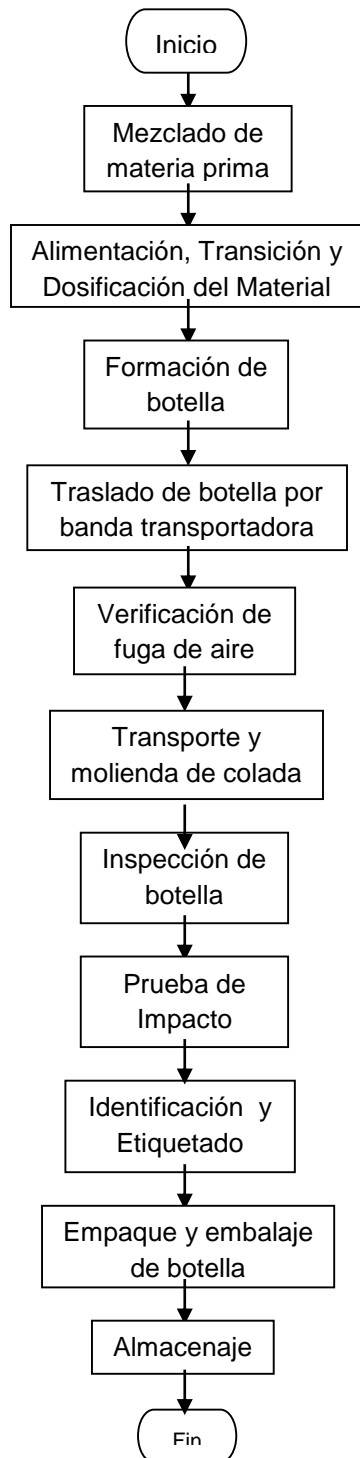 Inicio
Mezclado de
materia prima
Alimentación, Transición y
Dosificación del Material
Formación de
botella
Traslado de botella por
banda transportadora
Verificación de
fuga de aire
Transporte y
molienda de colada
Inspección de
botella
Prueba de
Impacto
Identificación y
Etiquetado
Empaque y embalaje
de botella
Almacenaje
Fin